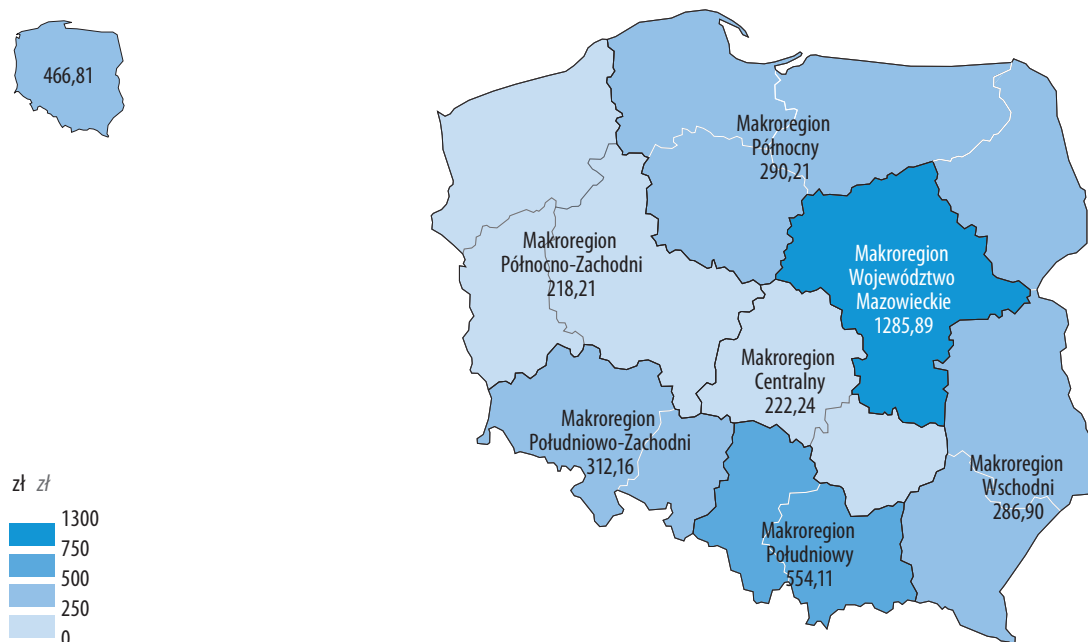 466,81
Makroregion
Północny
290,21
Makroregion
Północno-Zachodni
218,21
Makroregion
Województwo
Mazowieckie
1285,89
Makroregion
Centralny
222,24
Makroregion
Południowo-Zachodni
312,16
Makroregion
Wschodni
286,90
Makroregion
Południowy
554,11
zł zł
1300
750
500
250
0